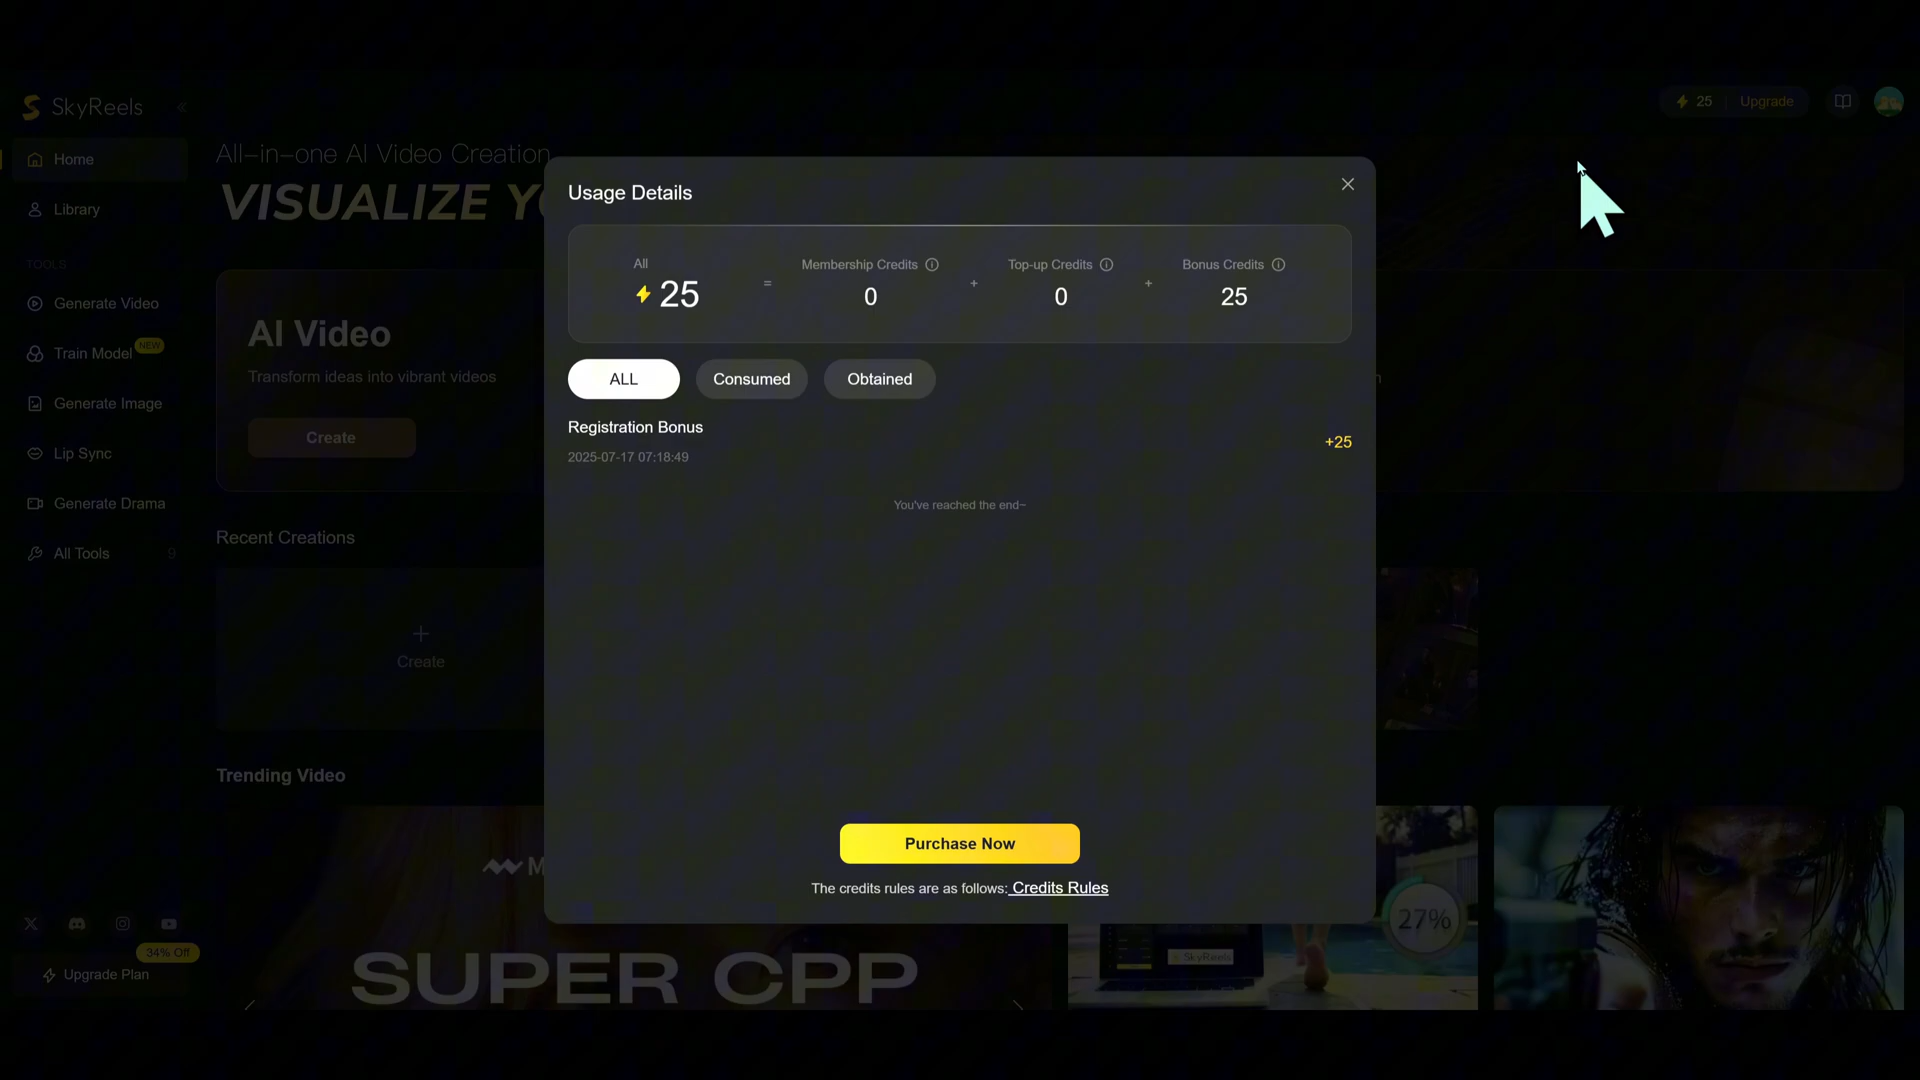 SkyReels
25 | Upgrade
Home
Library
TOOLS
Generate Video
Train Model NEW
Generate Image
Lip Sync
Generate Drama
All Tools 9
34% Off
Upgrade Plan
All-in-one AI Video Creation
VISUALIZE
AI Video
Transform ideas into vibrant videos
Create
Recent Creations
Create
Trending Video
SUPER CPP
SkyReels
27%
Usage Details
All
25
=
Membership Credits
0
+
Top-up Credits
0
+
Bonus Credits
25
ALL
Consumed
Obtained
Registration Bonus
2025-07-17 07:18:49
+25
You've reached the end~
Purchase Now
The credits rules are as follows: Credits Rules